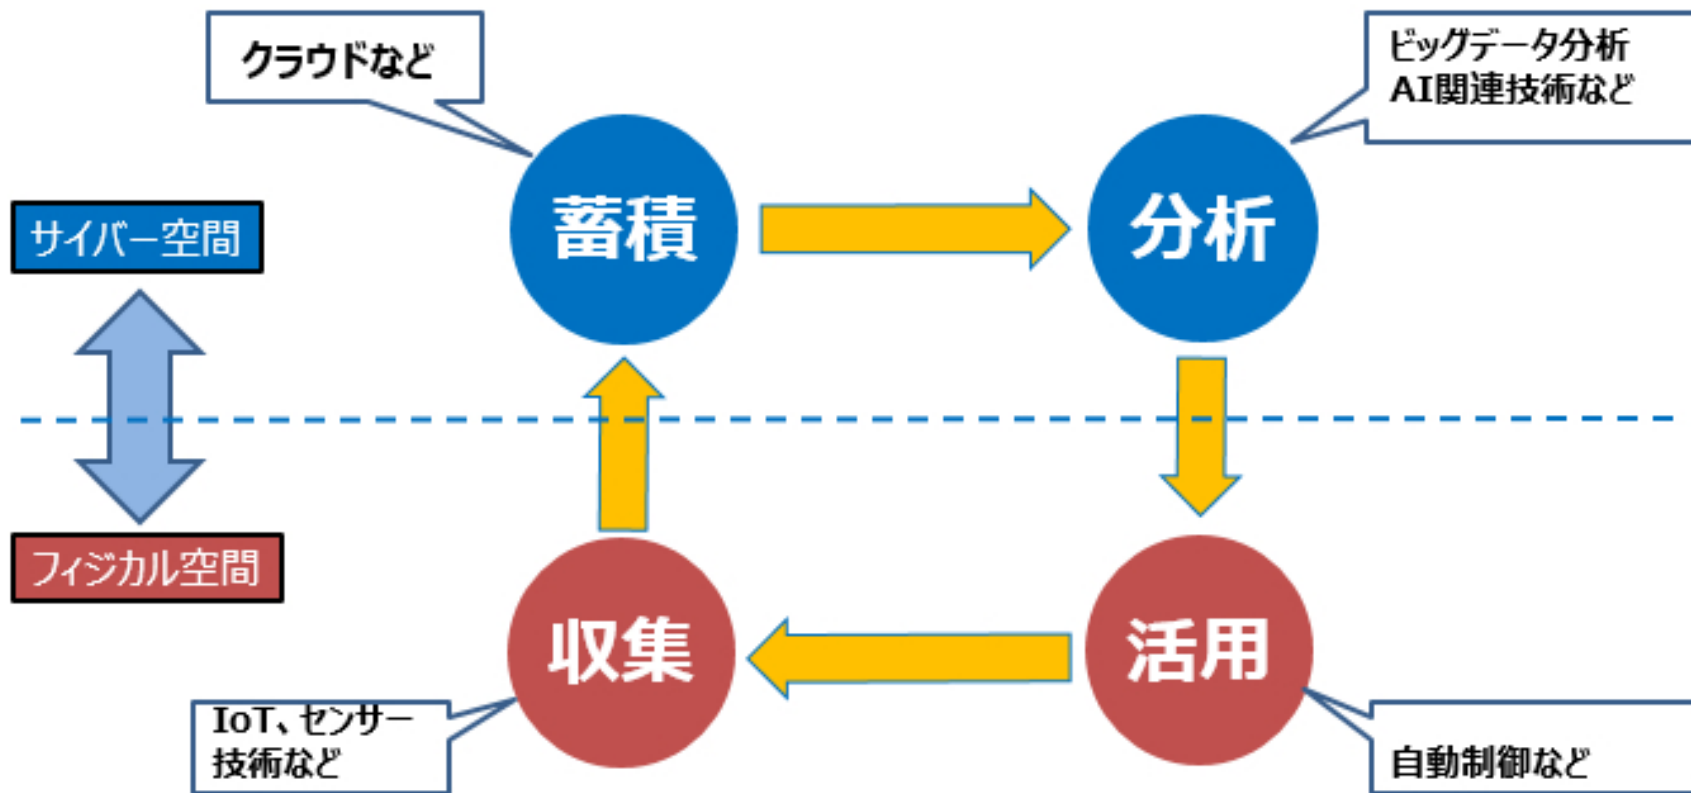 クラウドなど
ビッグデータ分析
AI関連技術など
蓄積
分析
サイバー空間
フィジカル空間
収集
活用
IoT、センサー
技術など
自動制御など